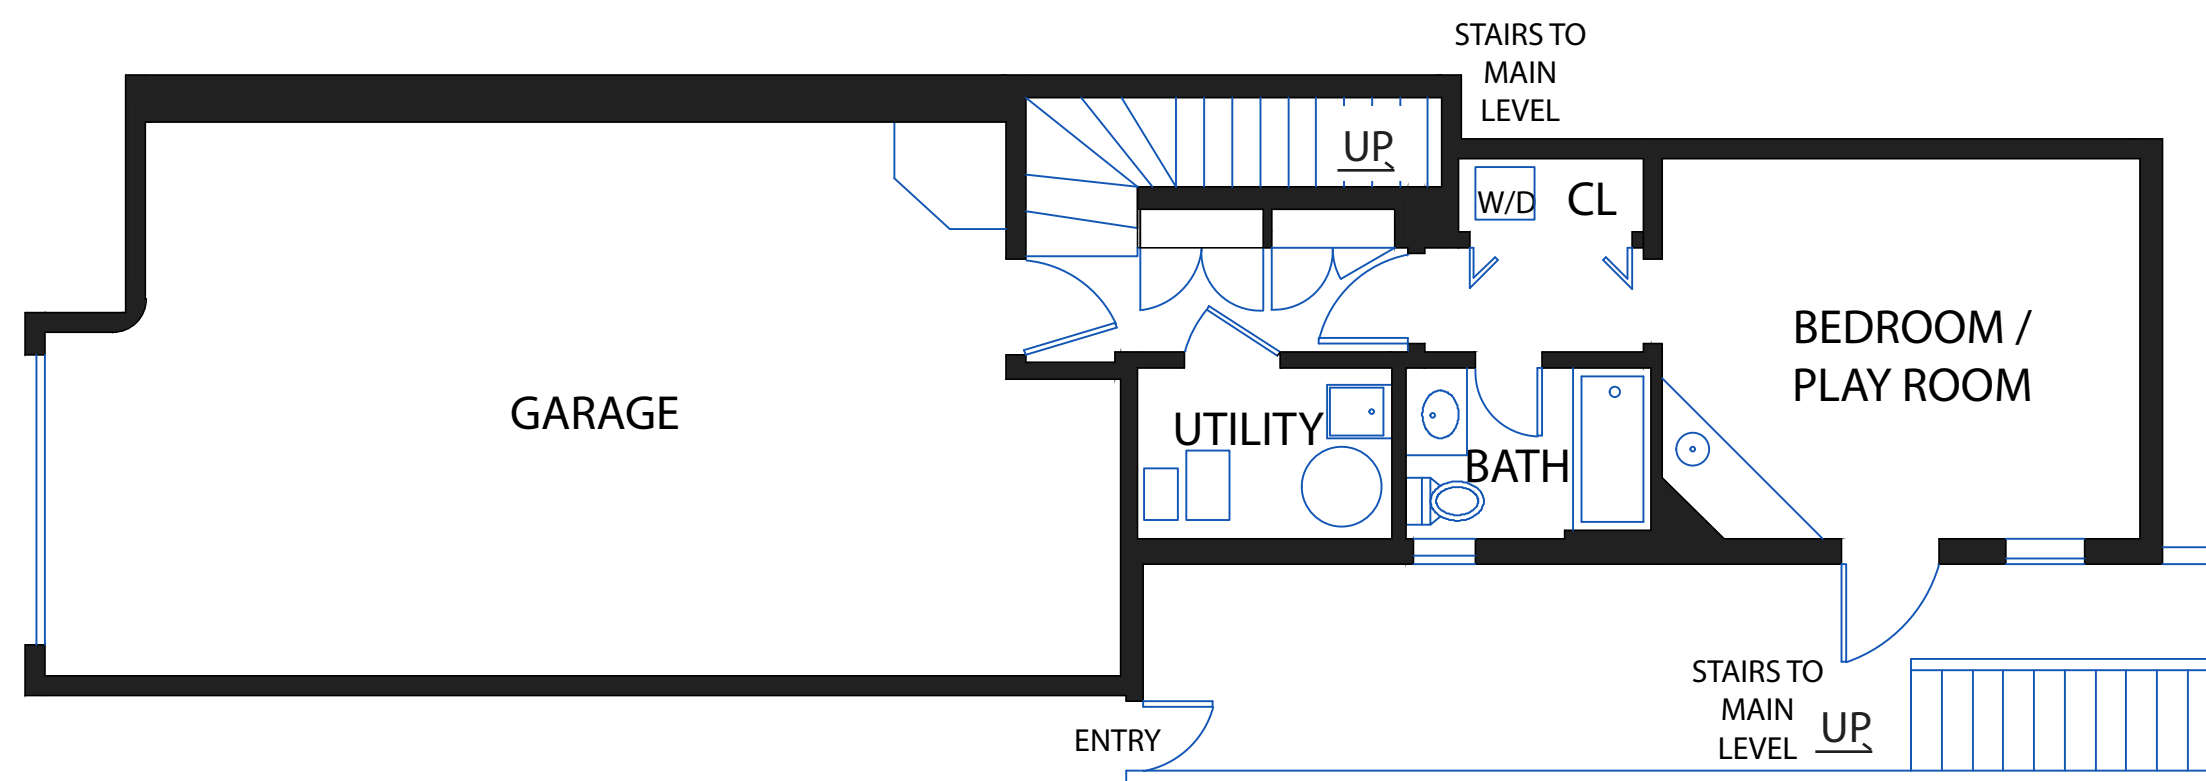 STAIRS TO
MAIN
LEVEL
UP
W/D CL
BEDROOM /
PLAY ROOM
GARAGE
UTILITY
BATH
STAIRS TO
MAIN
LEVEL
UP
ENTRY